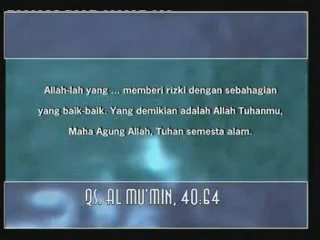 Allah-lah yang ... memberi rizki dengan sebahagian
yang baik-baik. Yang demikian adalah Allah Tuhanmu,
Maha Agung Allah, Tuhan semesta alam.
QS. AL MU'MIN, 40:64